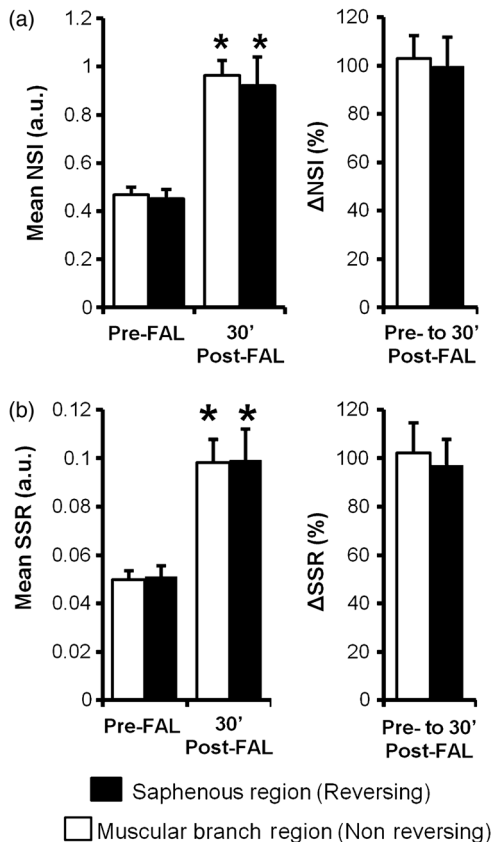 (a)
Mean NSI (a.u.)
1.2
1
0.8
0.6
0.4
0.2
0
* *
Pre-FAL
30'
Post-FAL
ΔNSI (%)
120
100
80
60
40
20
0
Pre- to 30'
Post-FAL
(b)
Mean SSR (a.u.)
0.12
0.1
0.08
0.06
0.04
0.02
0
* *
Pre-FAL
30'
Post-FAL
ΔSSR (%)
120
100
80
60
40
20
0
Pre- to 30'
Post-FAL
Saphenous region (Reversing)
Muscular branch region (Non reversing)